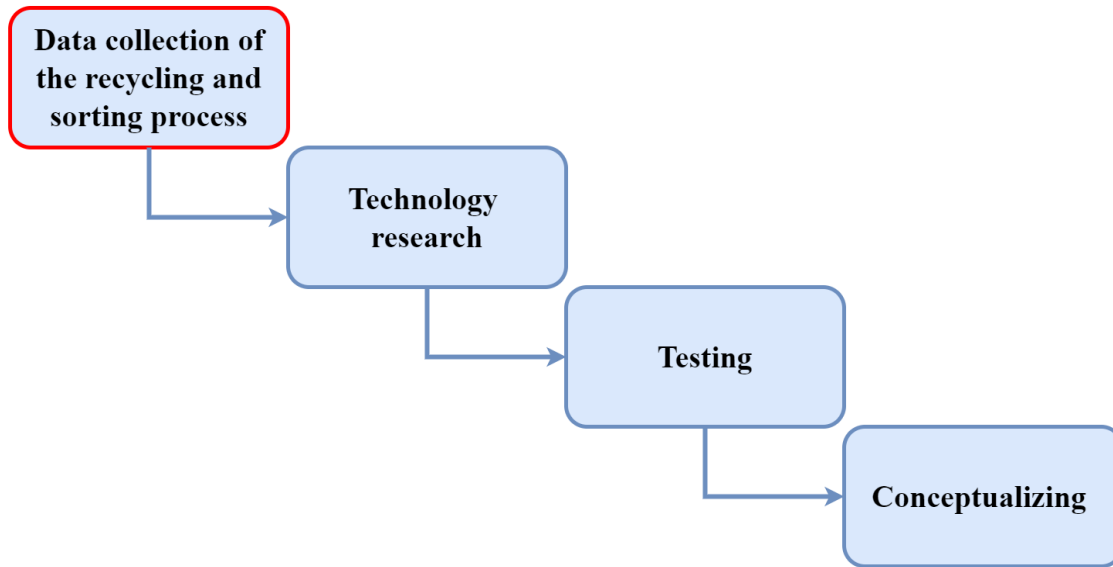 Data collection of
the recycling and
sorting process
Technology
research
Testing
Conceptualizing